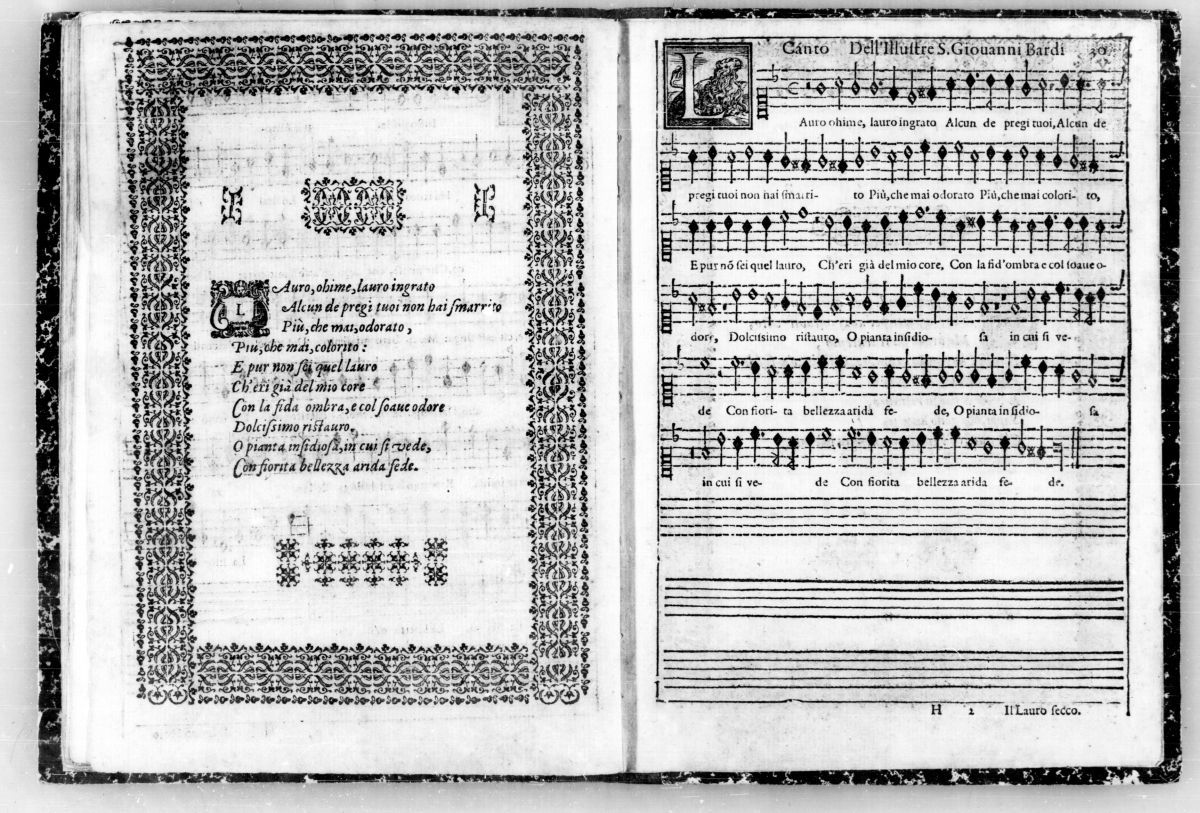 LAuro, ohime, lauro ingrato
Alcun de pregi tuoi non hai ſmarrito
Più, che mai, odorato,
Più, che mai, colorito:
E pur non ſei quel lauro
Ch'eri già del mio core
Con la fida ombra, e col ſoaue odore
Dolciſsimo riſtauro.
O pianta inſidioſa, in cui ſi vede,
Con fiorita bellezza arida fede.
Canto Dell'Illuſtre S. Giouanni Bardi 30
LAuro ohime, lauro ingrato Alcun de pregi tuoi, Alcun de
pregi tuoi non hai ſmarri- to Più, che mai odorato Più, che mai colori- to,
E pur nõ ſei quel lauro, Ch'eri già del mio core, Con la fid'ombra e col ſoaue o-
dore, Dolciſsimo riſtauro, O pianta inſidio- ſa in cui ſi ve-
de Con fiori- ta bellezza arida fe- de, O pianta inſidio- ſa
in cui ſi ve- de Con fiorita bellezza arida fe- de.
H 2 Il Lauro ſecco.